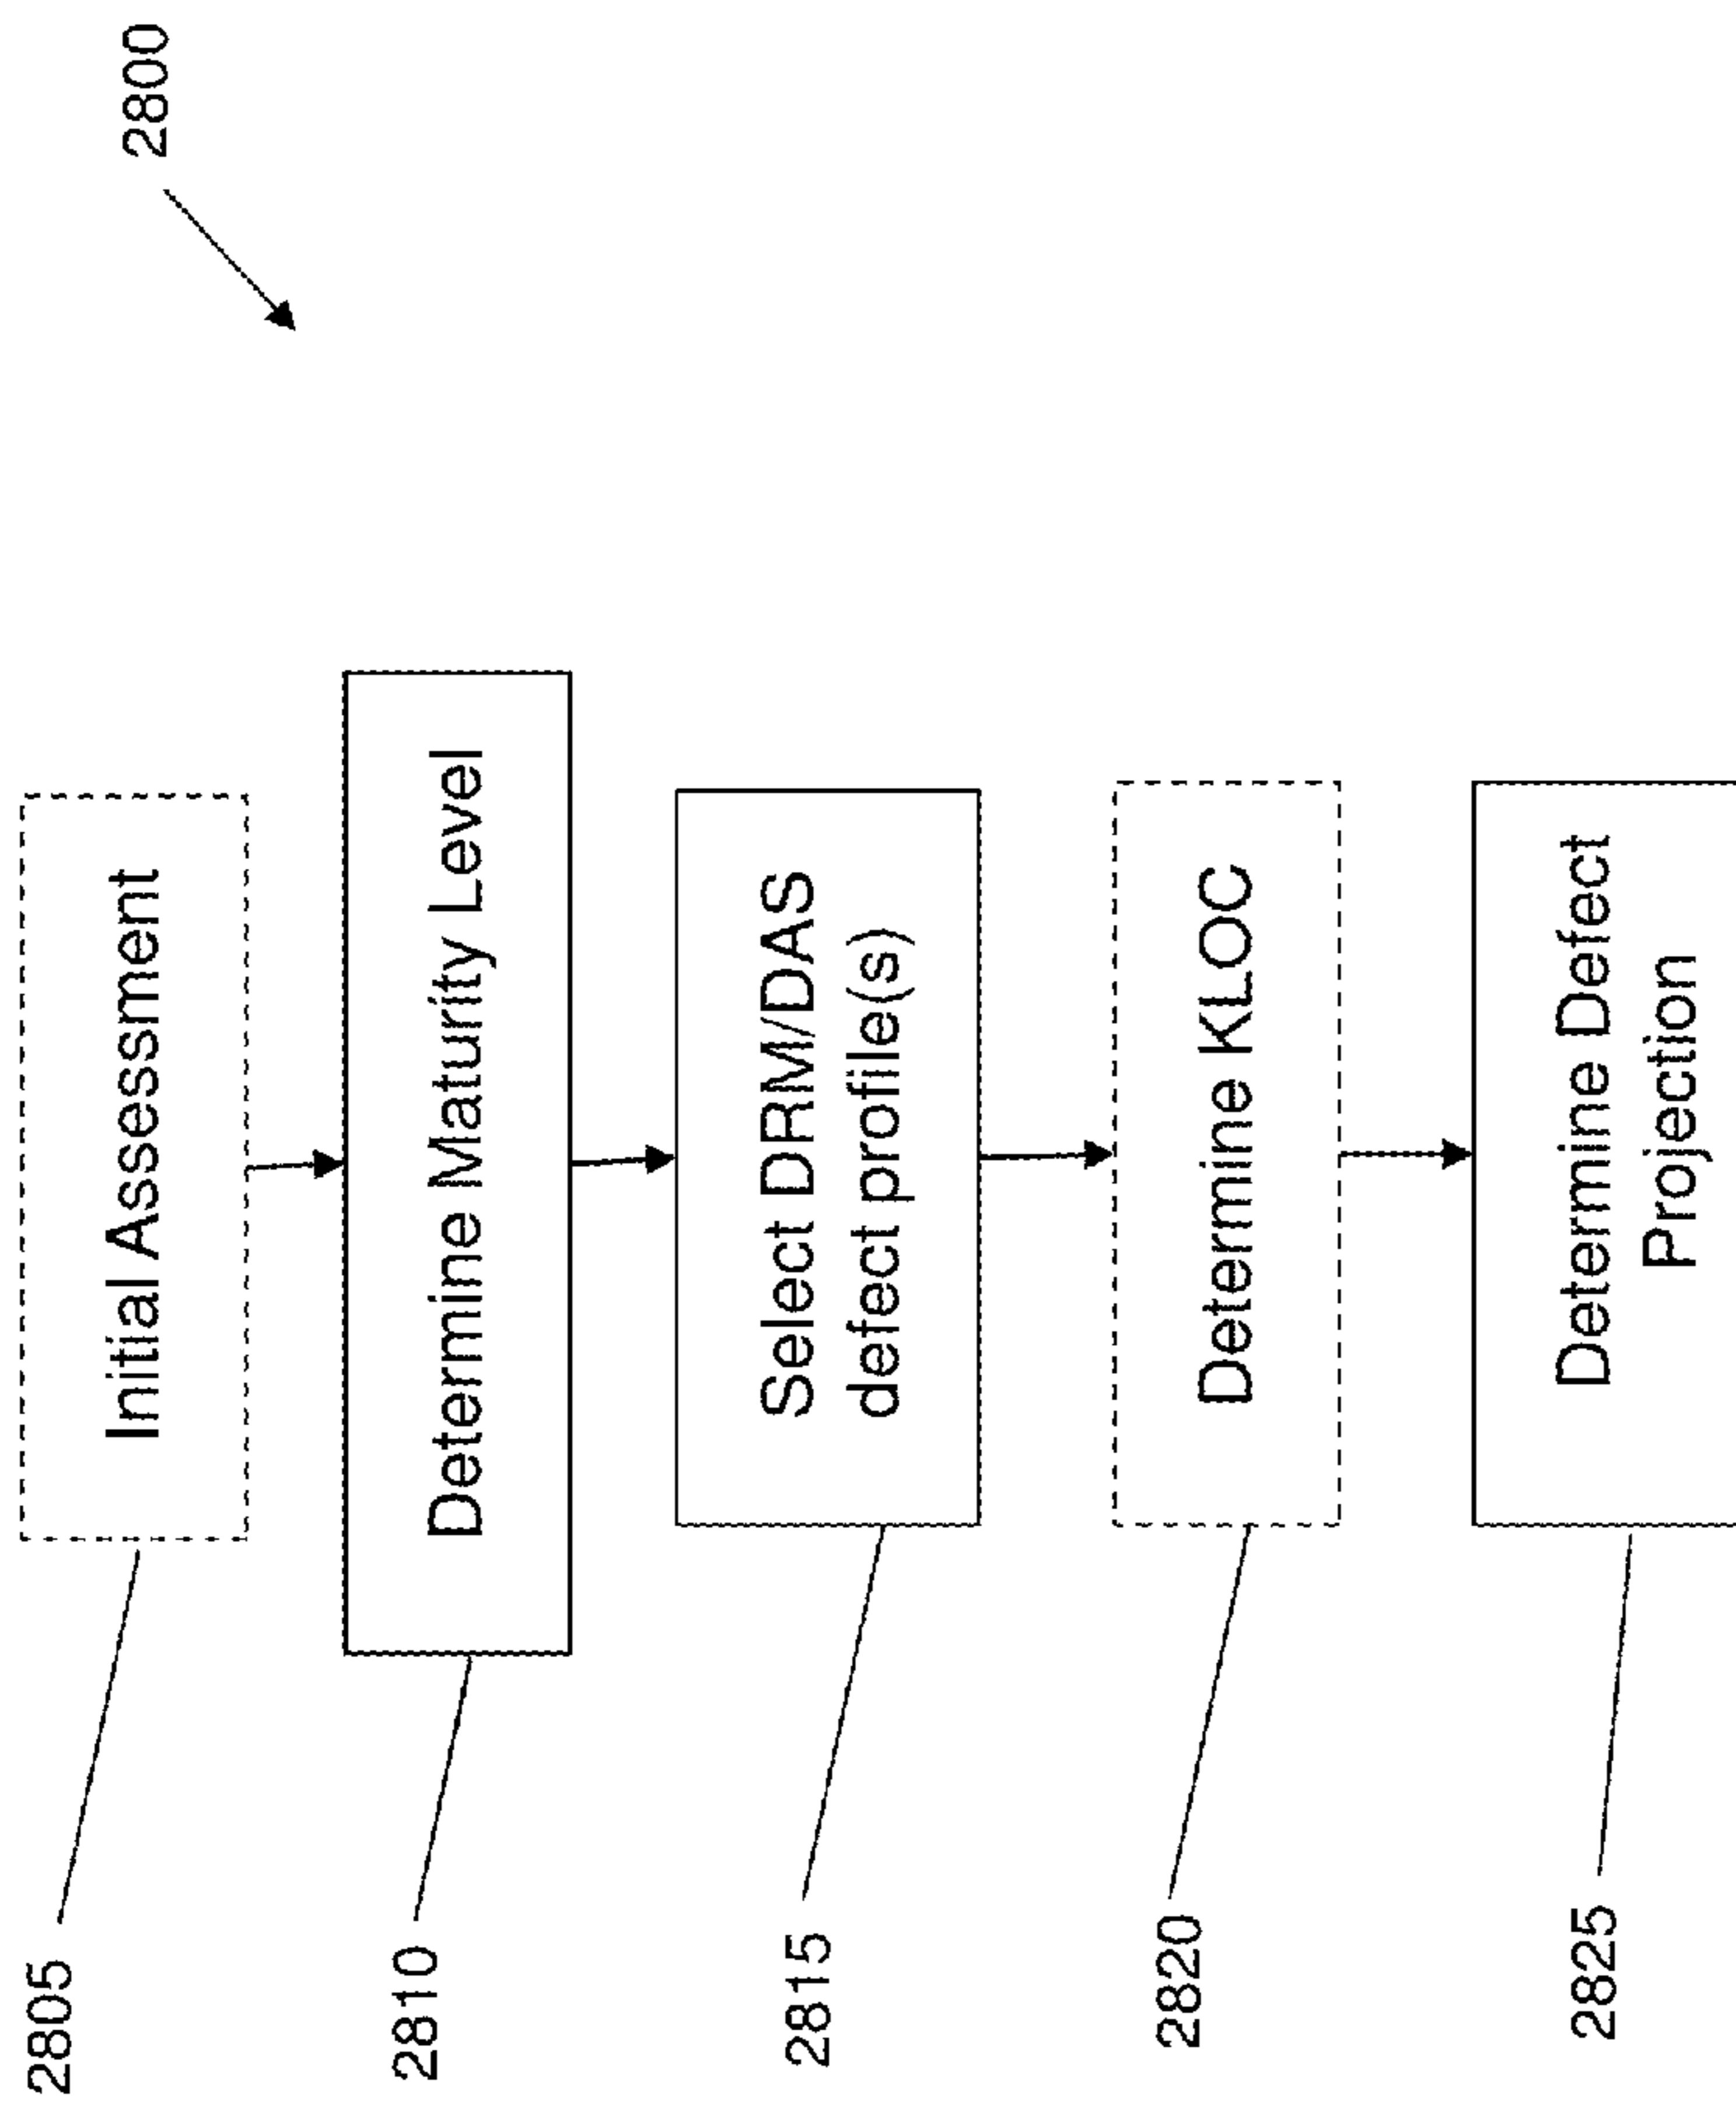 2800
2805
Initial Assessment
2810
Determine Maturity Level
2815
Select DRM/DAS
defect profile(s)
2820
Determine KLOC
2825
Determine Defect
Projection